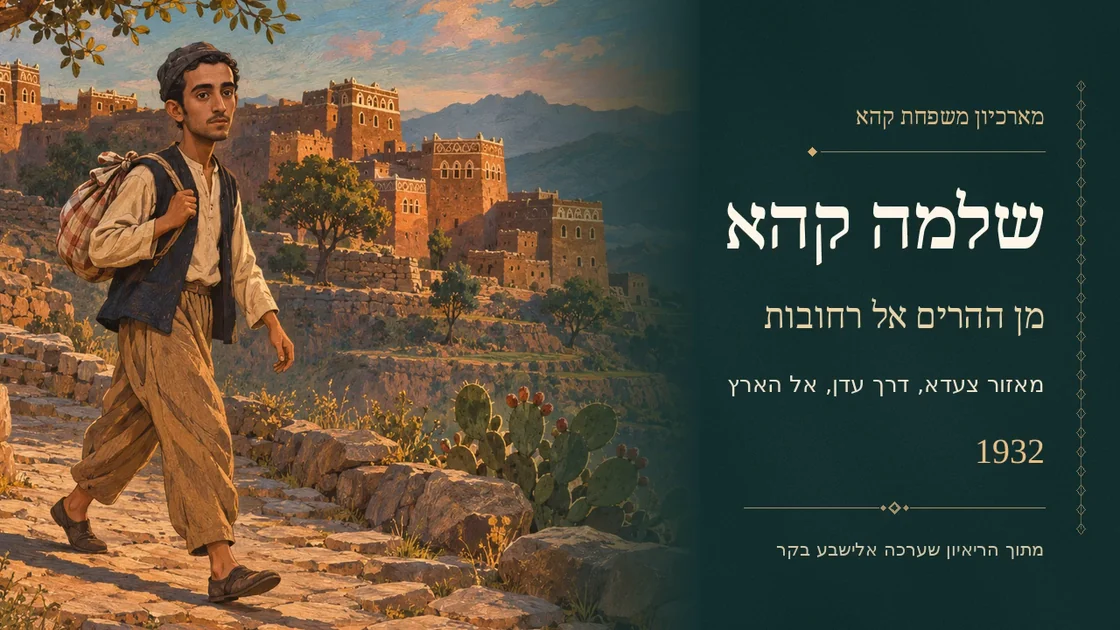 מארכיון משפחת קהא
שלמה קהא
מן ההרים אל רחובות
מאזור צעדא, דרך עדן, אל הארץ
1932
מתוך הריאיון שערכה אלישבע בקר